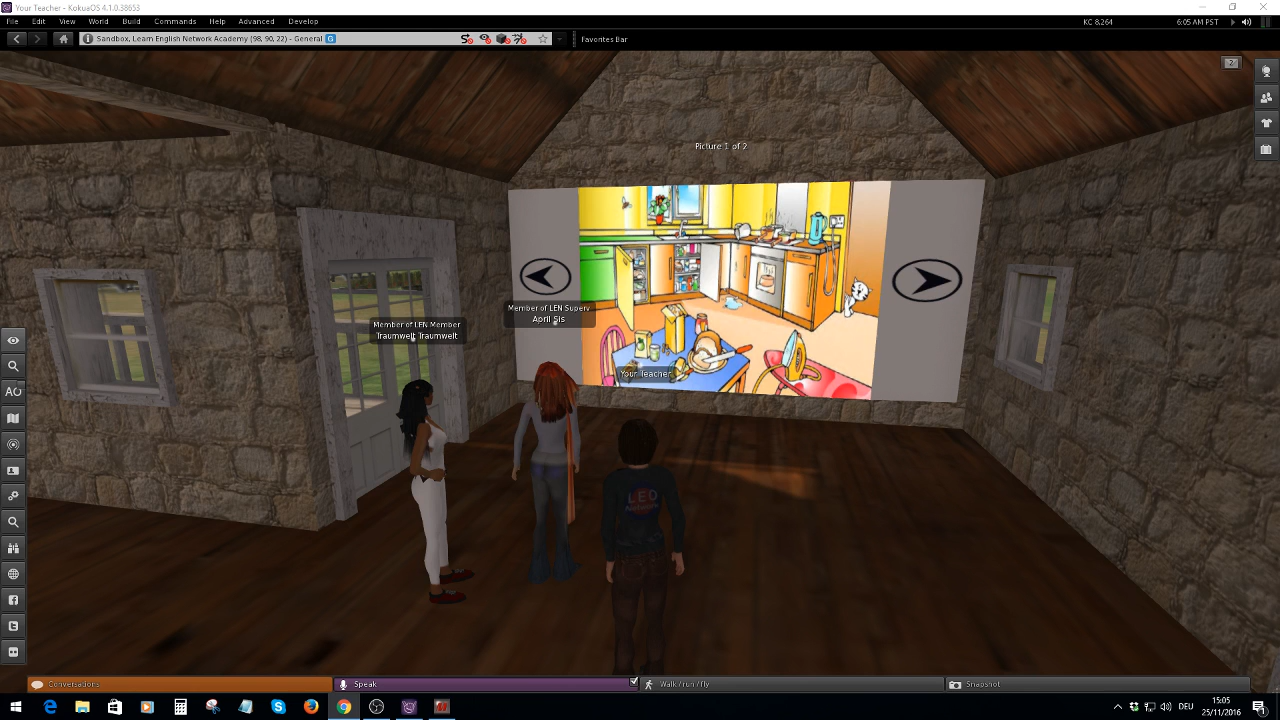 Your Teacher - KokuaOS 4.1.0.38653
File Edit View World Build Commands Help Advanced Develop
KC 8,264 6:05 AM PST
Sandbox, Learn English Network Academy (98, 90, 22) - General G
Favorites Bar
2
Picture 1 of 2
Member of LEN Superv
April Sis
Member of LEN Member
Traumwelt Traumwelt
Your Teacher
AO
Conversations
Speak
Walk / run / fly
Snapshot
15:05
DEU
25/11/2016